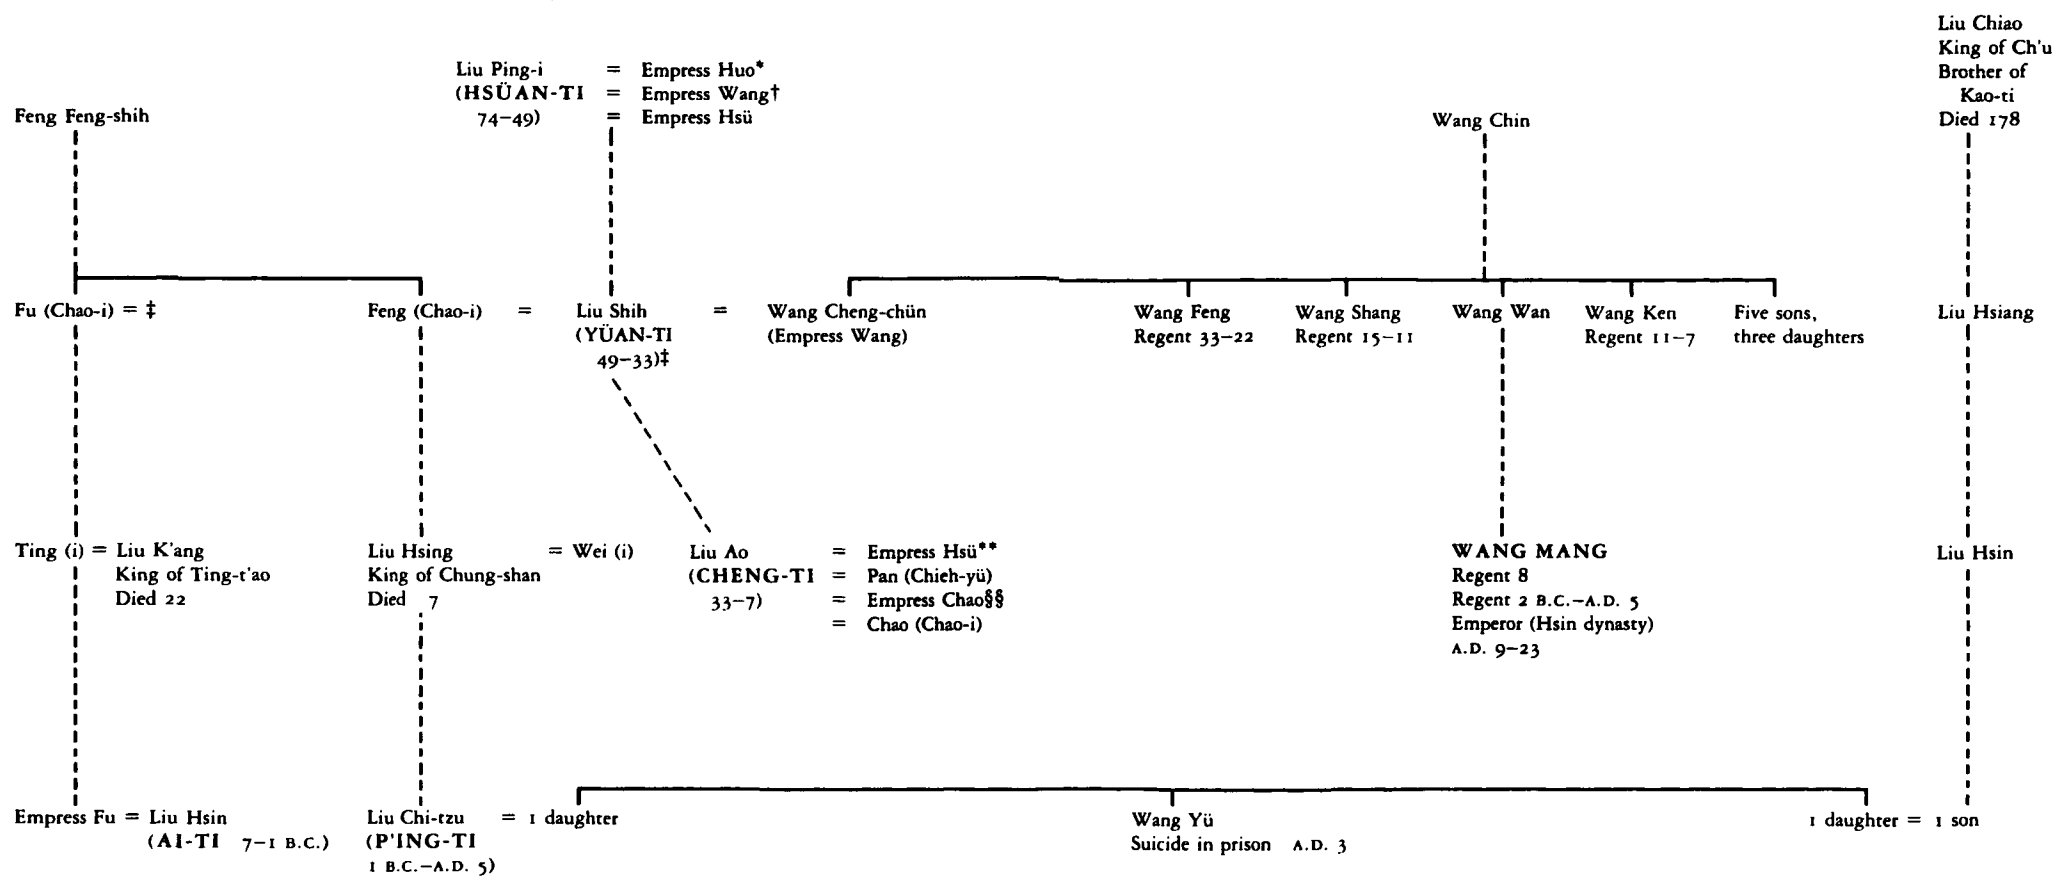 Liu Chiao
King of Ch'u
Brother of
Kao-ti
Died 178
Liu Ping-i = Empress Huo*
(HSÜAN-TI = Empress Wang†
74–49) = Empress Hsü
Feng Feng-shih
Wang Chin
Fu (Chao-i) = ‡
Feng (Chao-i) = Liu Shih = Wang Cheng-chün
(YÜAN-TI (Empress Wang)
49–33)‡
Wang Feng
Regent 33–22
Wang Shang
Regent 15–11
Wang Wan
Wang Ken
Regent 11–7
Five sons,
three daughters
Liu Hsiang
Ting (i) = Liu K'ang
King of Ting-t'ao
Died 22
Liu Hsing = Wei (i)
King of Chung-shan
Died 7
Liu Ao = Empress Hsü**
(CHENG-TI = Pan (Chieh-yü)
33–7) = Empress Chao§§
= Chao (Chao-i)
WANG MANG
Regent 8
Regent 2 B.C.–A.D. 5
Emperor (Hsin dynasty)
A.D. 9–23
Liu Hsin
Empress Fu = Liu Hsin
(AI-TI 7–1 B.C.)
Liu Chi-tzu = 1 daughter
(P'ING-TI
1 B.C.–A.D. 5)
Wang Yü
Suicide in prison A.D. 3
1 daughter = 1 son